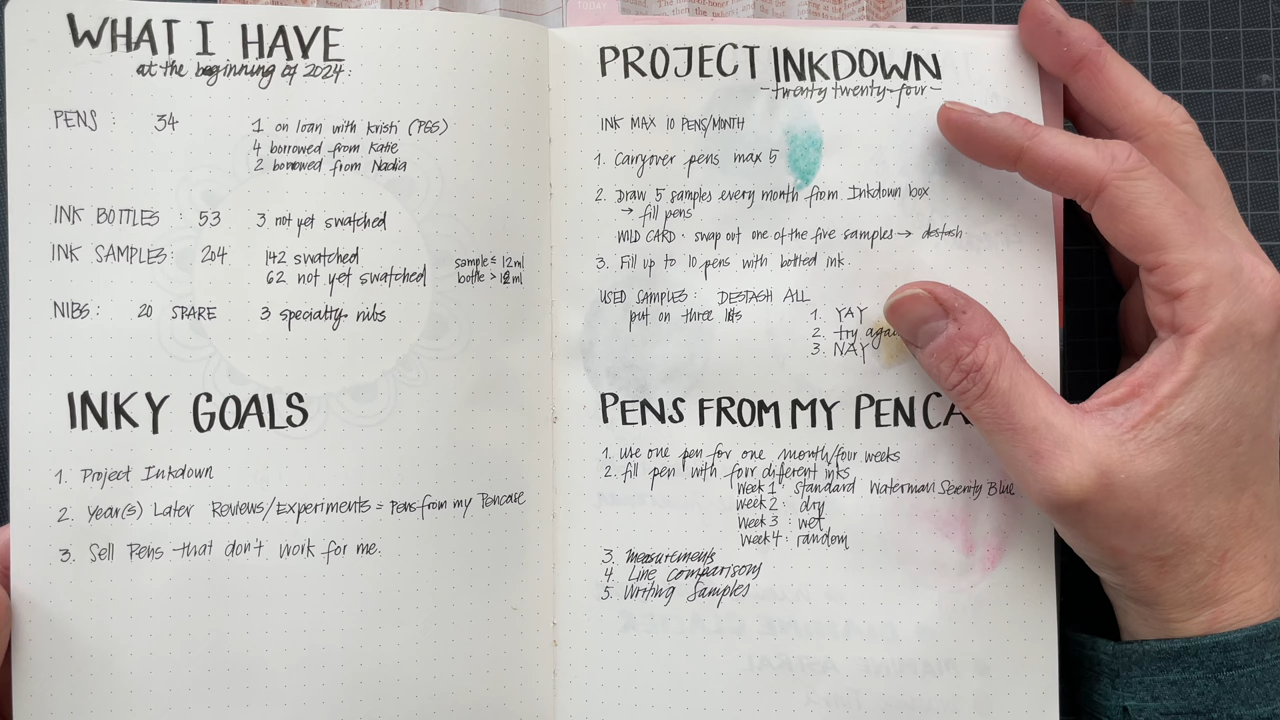 WHAT I HAVE
at the beginning of 2024:
PENS: 34
1 on loan with Kristi (PGS)
4 borrowed from Katie
2 borrowed from Nadia
INK BOTTLES : 53 3 not yet swatched
INK SAMPLES: 204 142 swatched
62 not yet swatched
sample ≤ 12ml
bottle > 12ml
NIBS: 20 SPARE 3 specialty nibs
INKY GOALS
1. Project Inkdown
2. Year(s) Later Reviews/Experiments = Pens from my Pencase
3. Sell Pens that don't work for me.
TODAY
PROJECT INKDOWN
- twenty twenty-four -
INK MAX 10 PENS/MONTH
1. Carryover pens max 5
2. Draw 5 samples every month from Inkdown box
→ fill pens
WILD CARD · swap out one of the five samples → destash
3. Fill up to 10 pens with bottled ink.
USED SAMPLES: DESTASH ALL
put on three lists
1. YAY
2. try agai
3. NAY
PENS FROM MY PEN CA
1. use one pen for one month/four weeks
2. fill pen with four different inks
Week 1 : standard Waterman Serenity Blue
Week 2 : dry
Week 3 : wet
Week 4 : random
3. measurements
4. Line comparisons
5. Writing Samples